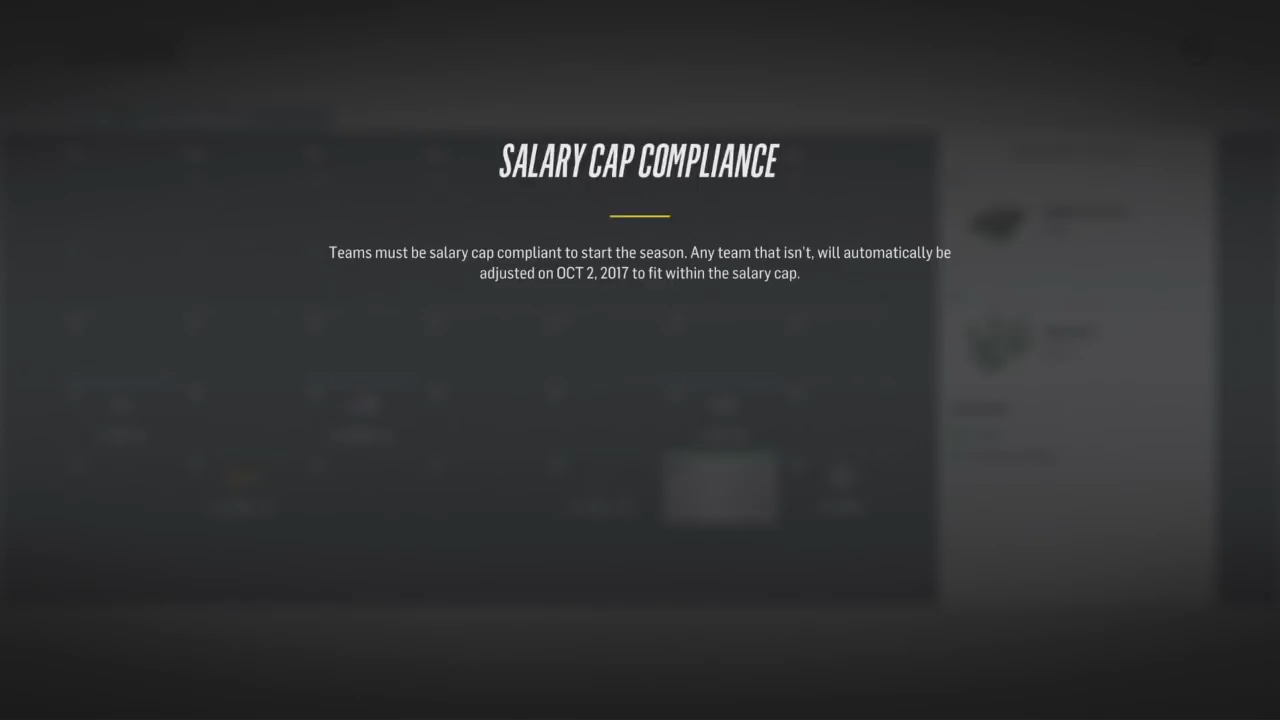 SALARY CAP COMPLIANCE
Teams must be salary cap compliant to start the season. Any team that isn't, will automatically be
adjusted on OCT 2, 2017 to fit within the salary cap.